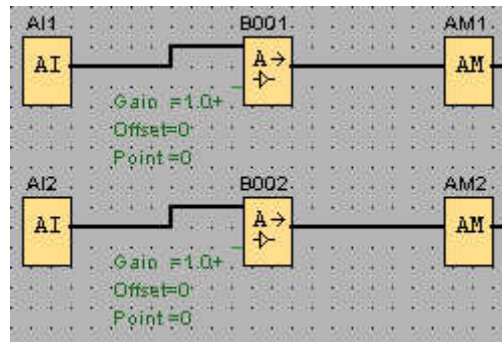 AI1 B001 AM1
AI A→ AM
Gain =1.0+
Offset=0
Point =0
AI2 B002 AM2
AI A→ AM
Gain =1.0+
Offset=0
Point =0